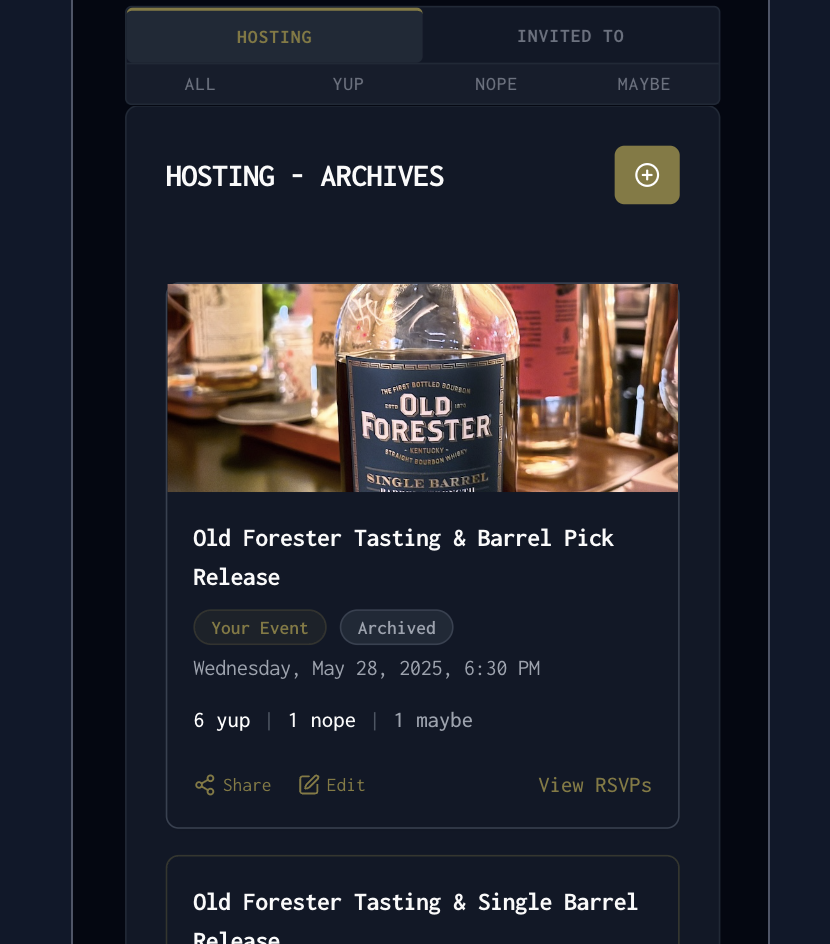 HOSTING INVITED TO
ALL YUP NOPE MAYBE
HOSTING - ARCHIVES
THE FIRST BOTTLED BOURBON
ESTD 1870
OLD
FORESTER
- KENTUCKY -
STRAIGHT BOURBON WHISKY
SINGLE BARREL
Old Forester Tasting & Barrel Pick
Release
Your Event Archived
Wednesday, May 28, 2025, 6:30 PM
6 yup | 1 nope | 1 maybe
Share Edit View RSVPs
Old Forester Tasting & Single Barrel
Release